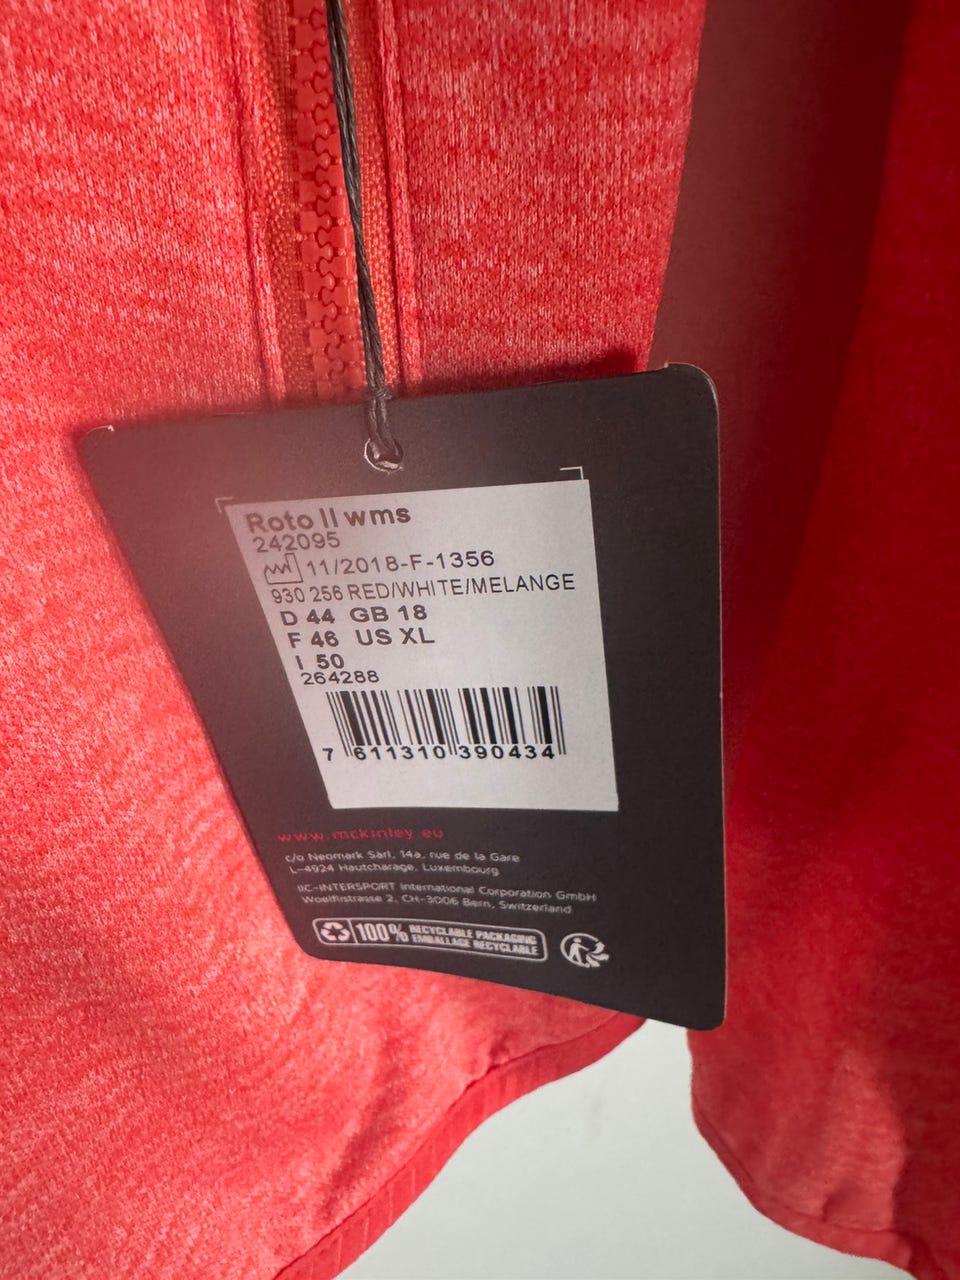 Roto II wms
242095
11/2018-F-1356
930 256 RED/WHITE/MELANGE
D 44 GB 18
F 46 US XL
I 50
264288
7 611310 390434
www.mckinley.eu
c/o Neomark Sàrl, 14a, rue de la Gare
L-4924 Hautcharage, Luxembourg
IIC-INTERSPORT International Corporation GmbH
Woelflistrasse 2, CH-3006 Bern, Switzerland
100% RECYCLABLE PACKAGING
EMBALLAGE RECYCLABLE